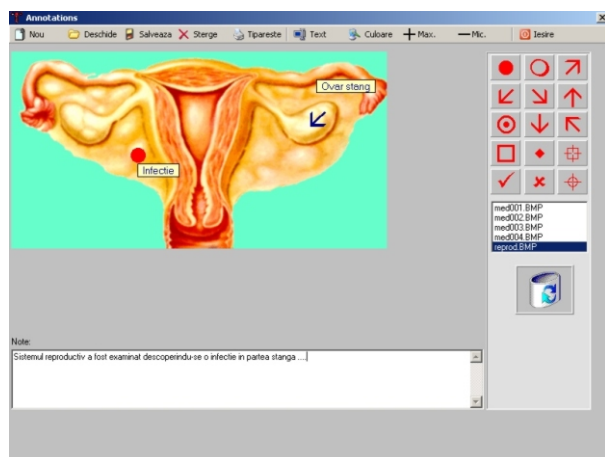 Annotations
Nou Deschide Salveaza Sterge Tipareste Text Culoare Max. Mic. Iesire
Ovar stang
Infectie
med001.BMP
med002.BMP
med003.BMP
med004.BMP
reprod.BMP
Note:
Sistemul reproductiv a fost examinat descoperindu-se o infectie in partea stanga ....